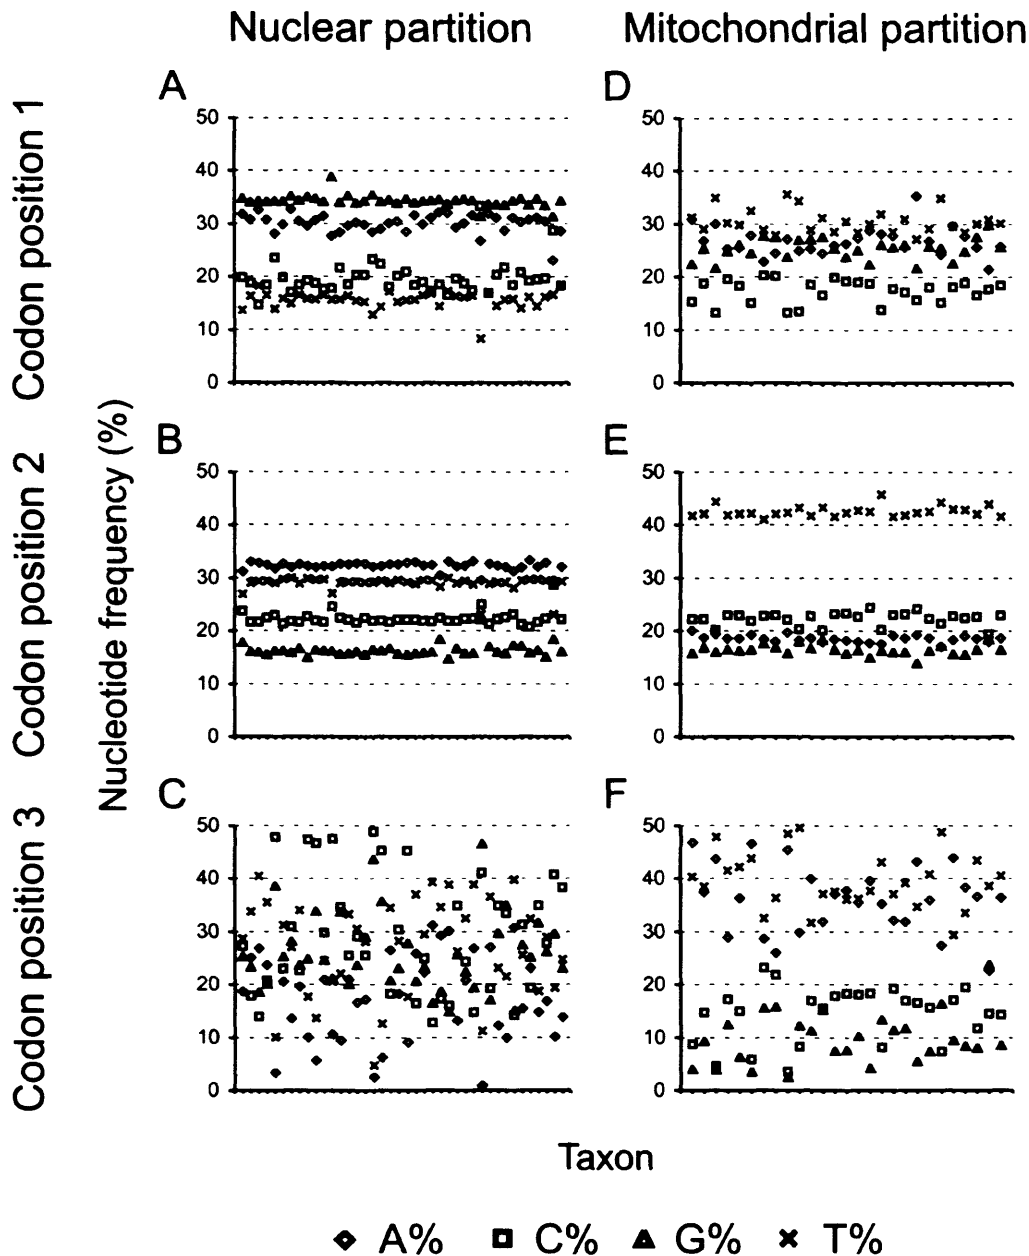 Nuclear partition
Mitochondrial partition
Codon position 1
Codon position 2
Codon position 3
Nucleotide frequency (%)
A
50
40
30
20
10
0
D
50
40
30
20
10
0
B
50
40
30
20
10
0
E
50
40
30
20
10
0
C
50
40
30
20
10
0
F
50
40
30
20
10
0
Taxon
A% C% G% T%